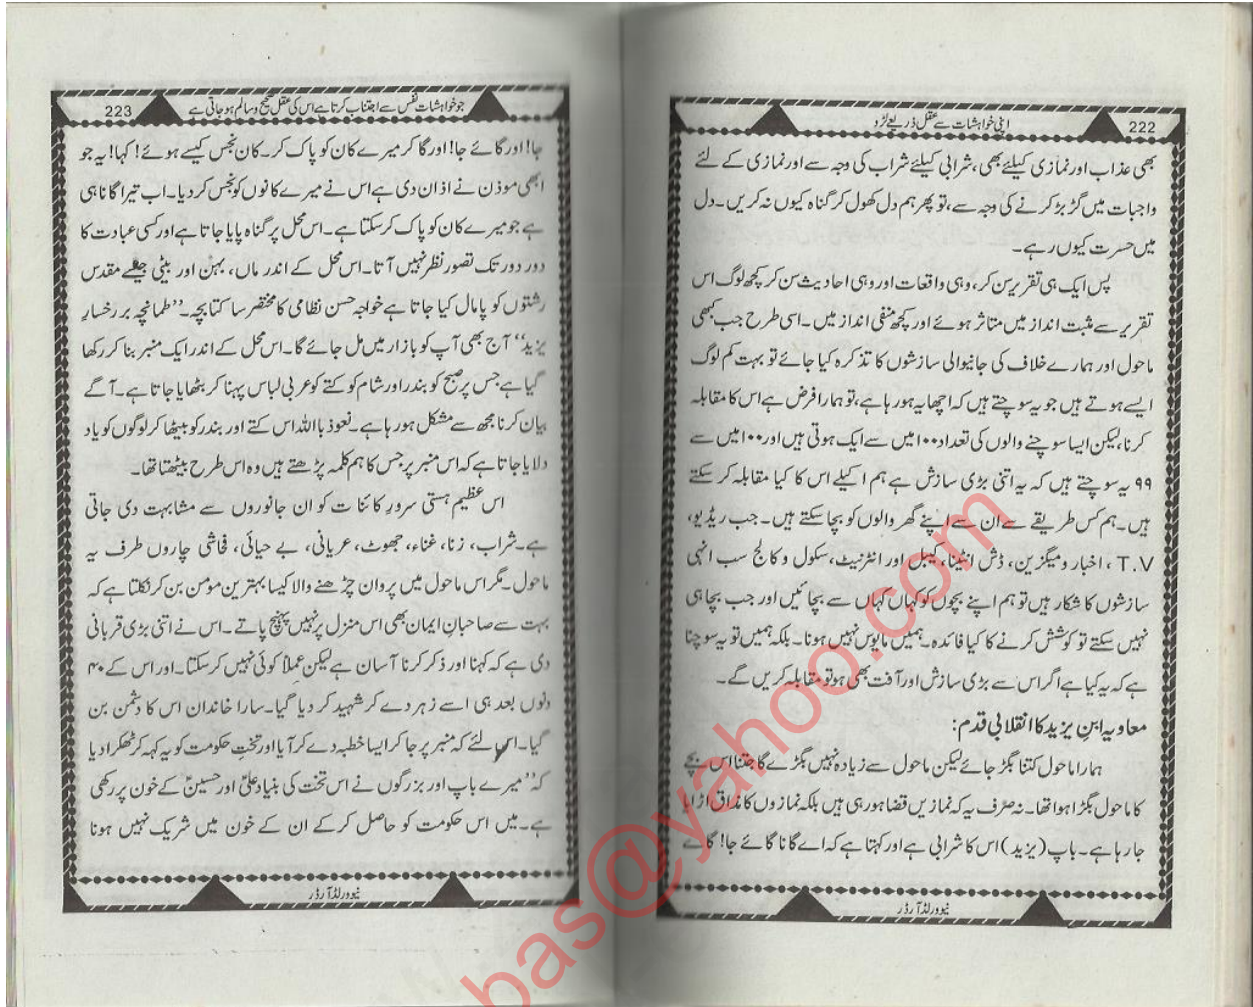 222
اپنی خواہشات سے عقل ذریعے لڑو
بھی عذاب اور نمازی کیلئے بھی، شرابی کیلئے شراب کی وجہ سے اور نمازی کے لئے
واجبات میں گڑبڑ کرنے کی وجہ سے، تو پھر ہم دل کھول کر گناہ کیوں نہ کریں۔ دل
میں حسرت کیوں رہے۔
پس ایک ہی تقریر سن کر، وہی واقعات اور وہی احادیث سن کر کچھ لوگ اس
تقریر سے مثبت انداز میں متاثر ہوئے اور کچھ منفی انداز میں۔ اسی طرح جب کبھی
ماحول اور ہمارے خلاف کی جانیوالی سازشوں کا تذکرہ کیا جائے تو بہت کم لوگ
ایسے ہوتے ہیں جو یہ سوچتے ہیں کہ اچھا یہ ہو رہا ہے، تو ہمارا فرض ہے اس کا مقابلہ
کرنا، لیکن ایسا سوچنے والوں کی تعداد ۱۰۰ میں سے ایک ہوتی ہیں اور ۱۰۰ میں سے
۹۹ یہ سوچتے ہیں کہ یہ اتنی بڑی سازش ہے ہم اکیلے اس کا کیا مقابلہ کر سکتے
ہیں۔ ہم کس طریقے سے ان سے اپنے گھر والوں کو بچا سکتے ہیں۔ جب ریڈیو،
T.V ، اخبار و میگزین، ڈش انٹینا، کیبل اور انٹرنیٹ، سکول و کالج سب انہی
سازشوں کا شکار ہیں تو ہم اپنے بچوں کو کہاں کہاں سے بچائیں اور جب بچا ہی
نہیں سکتے تو کوشش کرنے کا کیا فائدہ۔ ہمیں مایوس نہیں ہونا۔ بلکہ ہمیں تو یہ سوچنا
ہے کہ یہ کیا ہے اگر اس سے بڑی سازش اور آفت بھی ہو تو مقابلہ کریں گے۔
معاویہ ابنِ یزید کا انقلابی قدم:
ہمارا ماحول کتنا بگڑ جائے لیکن ماحول سے زیادہ نہیں بگڑے گا جتنا اس بچے
کا ماحول بگڑا ہوا تھا۔ نہ صرف یہ کہ نمازیں قضا ہو رہی ہیں بلکہ نمازوں کا مذاق اڑایا
جا رہا ہے۔ باپ (یزید) اس کا شرابی ہے اور کہتا ہے کہ اے گانا گائے جا! گائے
نیو ورلڈ آرڈر
223
جو خواہشات نفس سے اجتناب کرتا ہے اس کی عقل صحیح و سالم ہو جاتی ہے
جا! اور گائے جا! اور گا کر میرے کان کو پاک کر۔ کان نجس کیسے ہوئے! کہا! یہ جو
ابھی موذن نے اذان دی ہے اس نے میرے کانوں کو نجس کر دیا۔ اب تیرا گانا ہی
ہے جو میرے کان کو پاک کر سکتا ہے۔ اس محل پر گناہ پایا جاتا ہے اور کسی عبادت کا
دور دور تک تصور نظر نہیں آتا۔ اس محل کے اندر ماں، بہن اور بیٹی جیسے مقدس
رشتوں کو پامال کیا جاتا ہے خواجہ حسن نظامی کا مختصر سا کتابچہ۔ ’’طمانچہ بر رخسارِ
یزید‘‘ آج بھی آپ کو بازار میں مل جائے گا۔ اس محل کے اندر ایک منبر بنا کر رکھا
گیا ہے جس پر صبح کو بندر اور شام کو کتے کو عربی لباس پہنا کر بٹھایا جاتا ہے۔ آگے
بیان کرنا مجھ سے مشکل ہو رہا ہے۔ نعوذ باللہ اس کتے اور بندر کو بیٹھا کر لوگوں کو یاد
دلایا جاتا ہے کہ اس منبر پر جس کا ہم کلمہ پڑھتے ہیں وہ اس طرح بیٹھتا تھا۔
اس عظیم ہستی سرور کائنات کو ان جانوروں سے مشابہت دی جاتی
ہے۔ شراب، زنا، غناء، جھوٹ، عریانی، بے حیائی، فحاشی چاروں طرف یہ
ماحول۔ مگر اس ماحول میں پروان چڑھنے والا کیسا بہترین مومن بن کر نکلتا ہے کہ
بہت سے صاحبانِ ایمان بھی اس منزل پر نہیں پہنچ پاتے۔ اس نے اتنی بڑی قربانی
دی ہے کہ کہنا اور ذکر کرنا آسان ہے لیکن عملاً کوئی نہیں کر سکتا۔ اور اس کے ۴۰
دنوں بعد ہی اسے زہر دے کر شہید کر دیا گیا۔ سارا خاندان اس کا دشمن بن
گیا۔ اس لئے کہ منبر پر جا کر ایسا خطبہ دے کر آیا اور تختِ حکومت کو یہ کہہ کر ٹھکرا دیا
کہ ’’میرے باپ اور بزرگوں نے اس تخت کی بنیاد علیؑ اور حسینؑ کے خون پر رکھی
ہے۔ میں اس حکومت کو حاصل کر کے ان کے خون میں شریک نہیں ہونا
نیو ورلڈ آرڈر
bas@yahoo.com